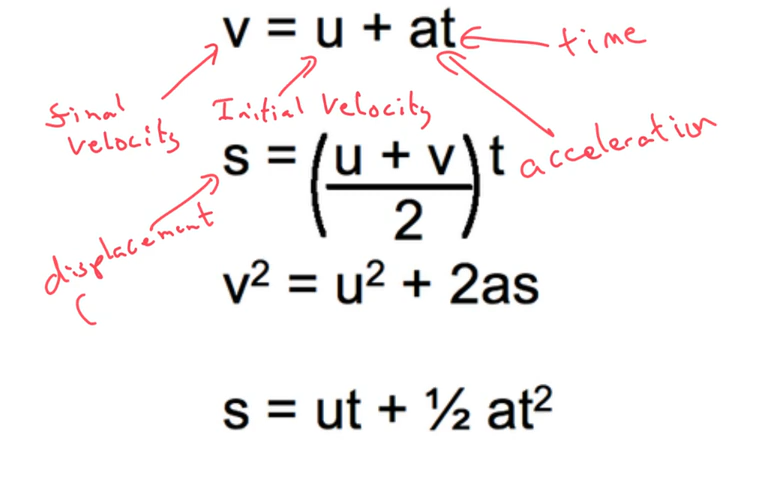 v = u + at
time
final
velocity
Initial Velocity
s = (u + v / 2) t
acceleration
displacement
(
v² = u² + 2as
s = ut + ½ at²